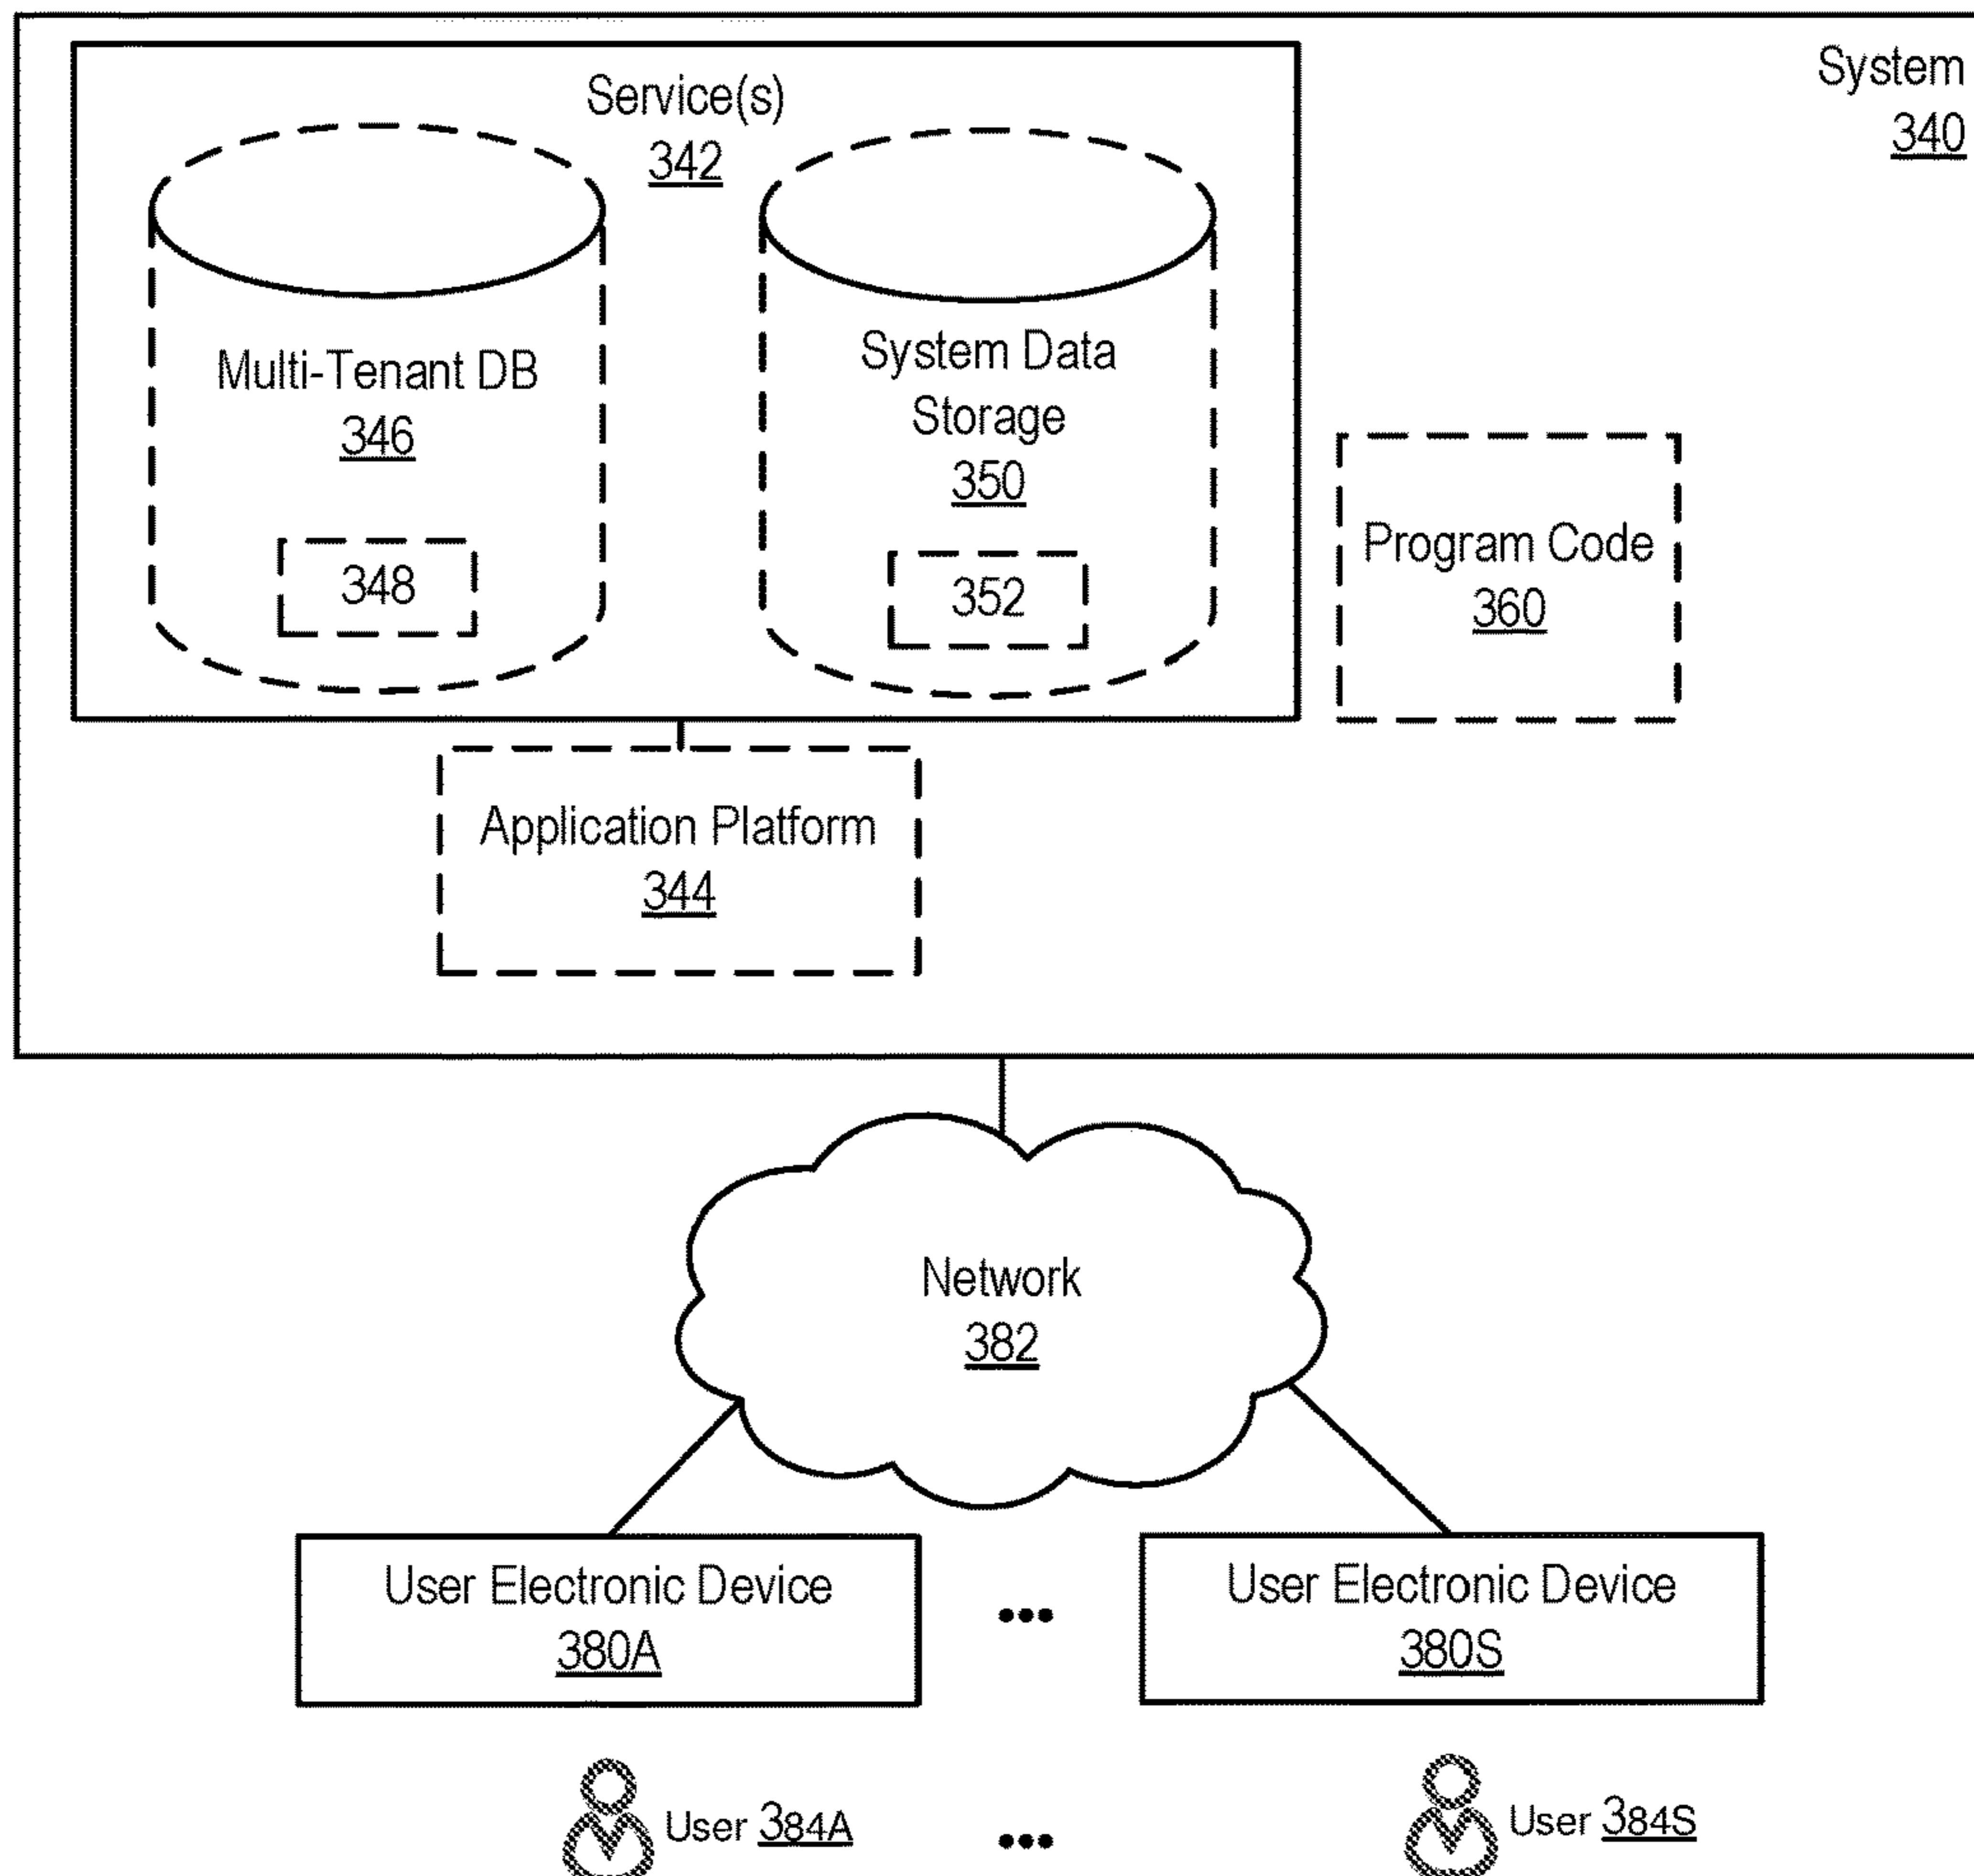 System
340
Service(s)
342
Multi-Tenant DB
346
348
System Data
Storage
350
352
Program Code
360
Application Platform
344
Network
382
User Electronic Device
380A
•••
User Electronic Device
380S
User 384A
•••
User 384S